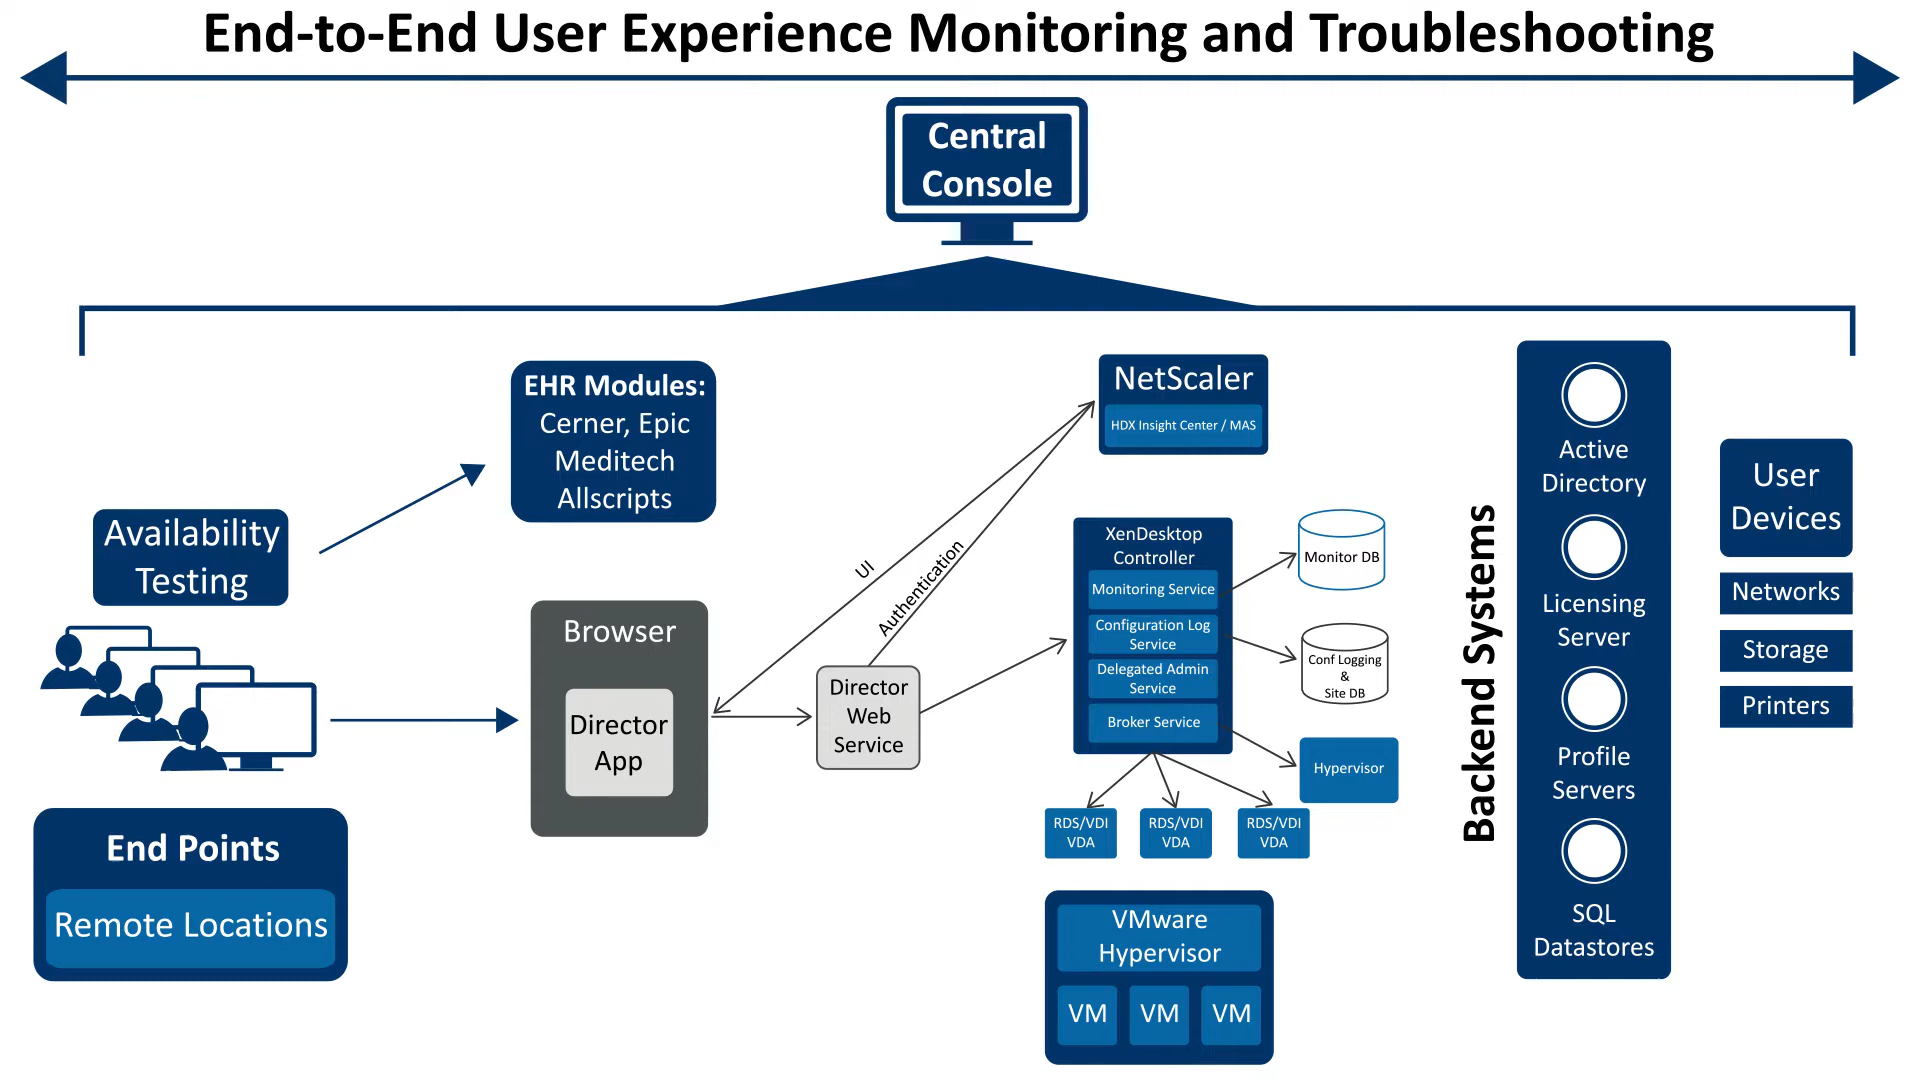 End-to-End User Experience Monitoring and Troubleshooting
Central
Console
EHR Modules:
Cerner, Epic
Meditech
Allscripts
Availability
Testing
End Points
Remote Locations
Browser
Director
App
UI
Authentication
Director
Web
Service
NetScaler
HDX Insight Center / MAS
XenDesktop
Controller
Monitoring Service
Configuration Log
Service
Delegated Admin
Service
Broker Service
Monitor DB
Conf Logging
&
Site DB
Hypervisor
RDS/VDI
VDA
RDS/VDI
VDA
RDS/VDI
VDA
VMware
Hypervisor
VM
VM
VM
Backend Systems
Active
Directory
Licensing
Server
Profile
Servers
SQL
Datastores
User
Devices
Networks
Storage
Printers